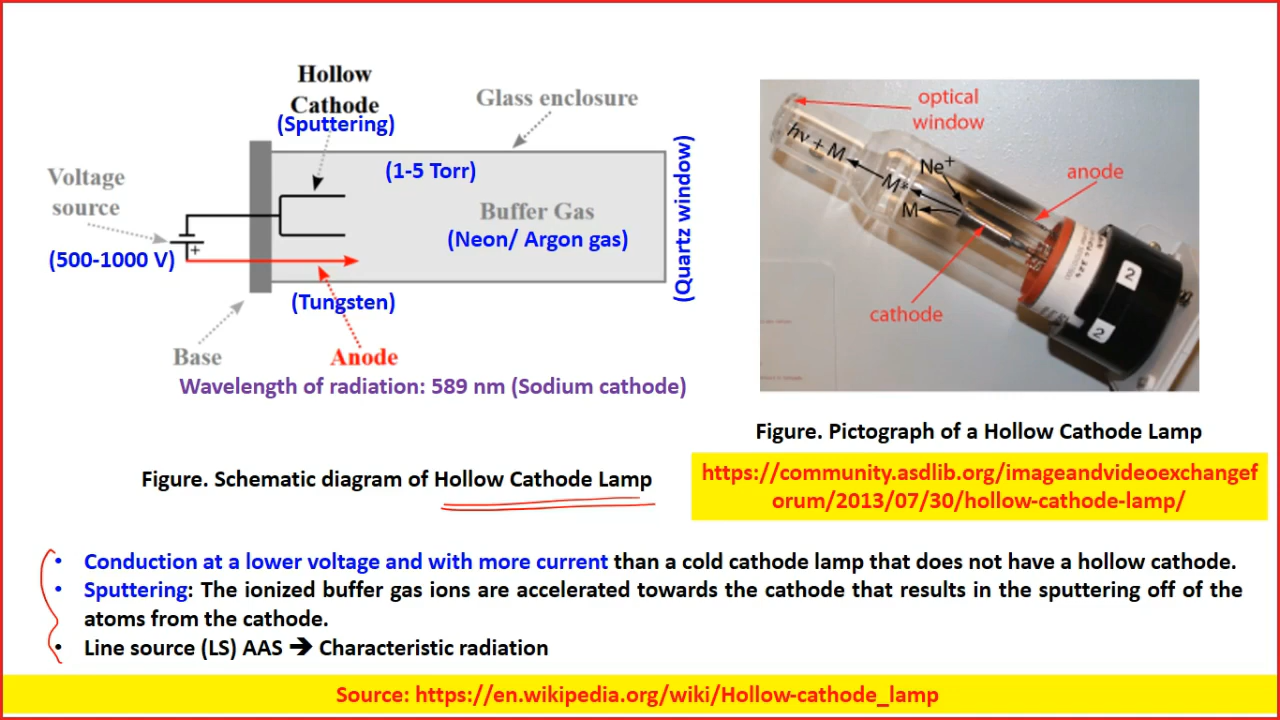 Hollow
Cathode
(Sputtering)
Glass enclosure
(1-5 Torr)
Voltage
source
(500-1000 V)
+
Buffer Gas
(Neon/ Argon gas)
(Quartz window)
(Tungsten)
Base
Anode
Wavelength of radiation: 589 nm (Sodium cathode)
Figure. Schematic diagram of Hollow Cathode Lamp
optical
window
hν + M
Ne+
M*
M
anode
cathode
2
2
Figure. Pictograph of a Hollow Cathode Lamp
https://community.asdlib.org/imageandvideoexchangef
orum/2013/07/30/hollow-cathode-lamp/
• Conduction at a lower voltage and with more current than a cold cathode lamp that does not have a hollow cathode.
• Sputtering: The ionized buffer gas ions are accelerated towards the cathode that results in the sputtering off of the
atoms from the cathode.
• Line source (LS) AAS ➔ Characteristic radiation
Source: https://en.wikipedia.org/wiki/Hollow-cathode_lamp